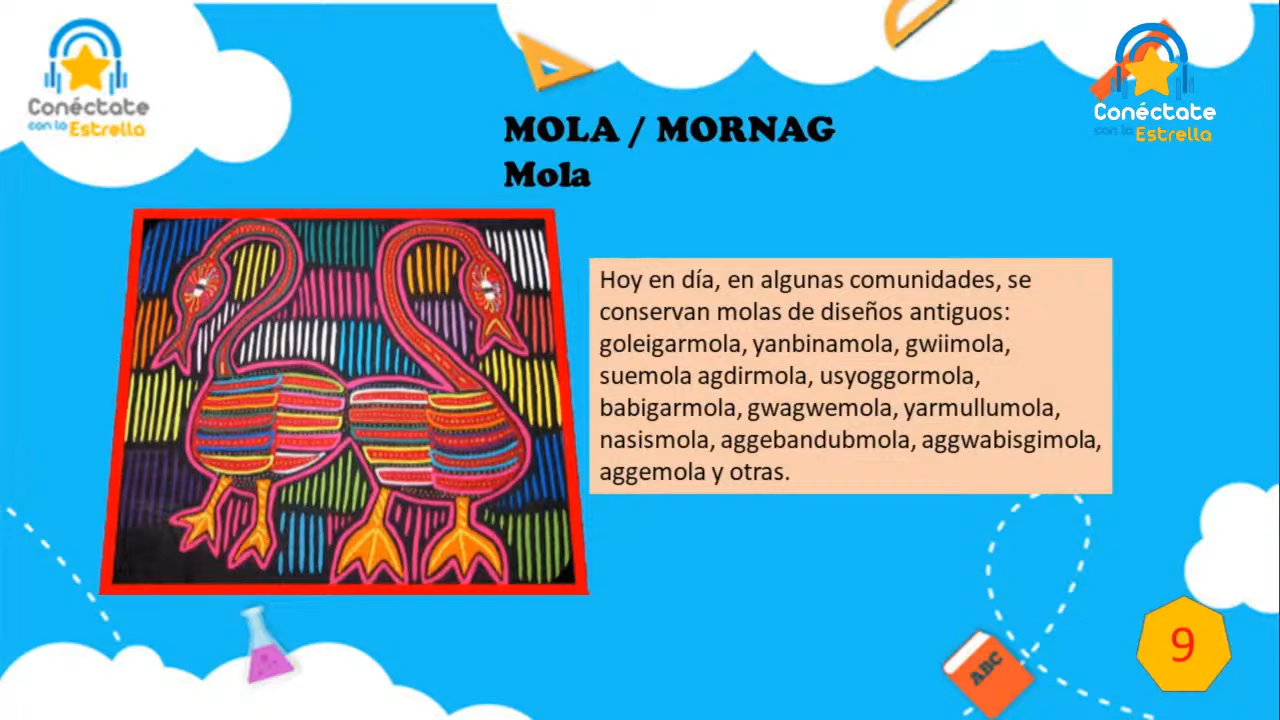 Conéctate
con la Estrella
Conéctate
con la Estrella
MOLA / MORNAG
Mola
Hoy en día, en algunas comunidades, se
conservan molas de diseños antiguos:
goleigarmola, yanbinamola, gwiimola,
suemola agdirmola, usyoggormola,
babigarmola, gwagwemola, yarmullumola,
nasismola, aggebandubmola, aggwabisgimola,
aggemola y otras.
ABC
9